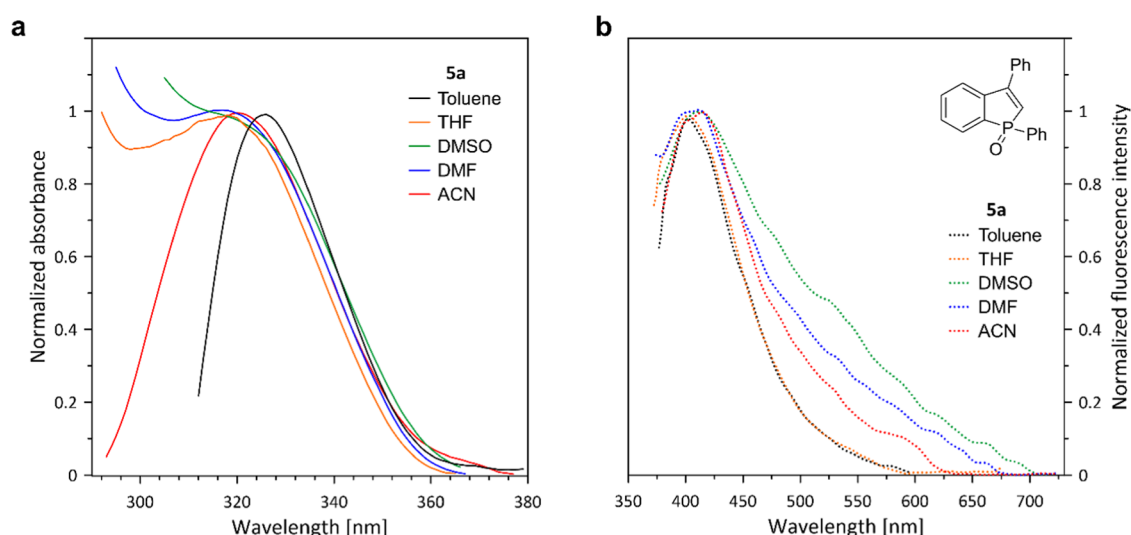 a
5a
Toluene
THF
DMSO
DMF
ACN
Normalized absorbance
1
0.8
0.6
0.4
0.2
0
300
320
340
360
380
Wavelength [nm]
b
Ph
Ph
P
O
5a
Toluene
THF
DMSO
DMF
ACN
Normalized fluorescence intensity
1
0.8
0.6
0.4
0.2
0
350
400
450
500
550
600
650
700
Wavelength [nm]